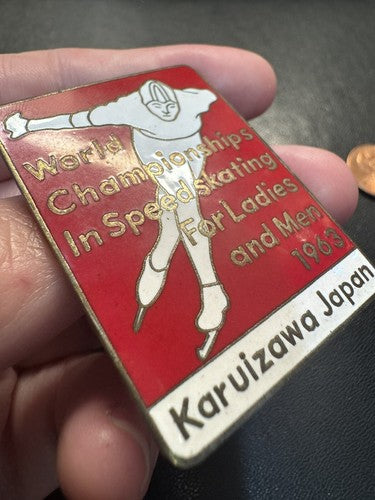 World
Championships
In Speedskating
For Ladies
and Men
1963
Karuizawa Japan